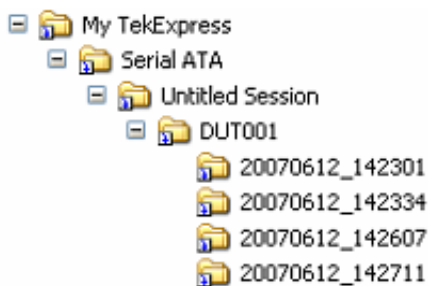 My TekExpress
Serial ATA
Untitled Session
DUT001
20070612_142301
20070612_142334
20070612_142607
20070612_142711